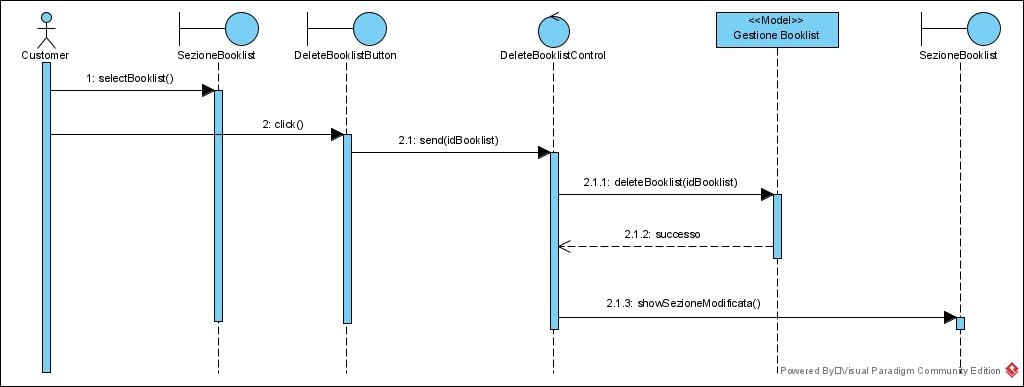 <<Model>>
Gestione Booklist
Customer
SezioneBooklist
DeleteBooklistButton
DeleteBooklistControl
SezioneBooklist
1: selectBooklist()
2: click()
2.1: send(idBooklist)
2.1.1: deleteBooklist(idBooklist)
2.1.2: successo
2.1.3: showSezioneModificata()
Powered By Visual Paradigm Community Edition